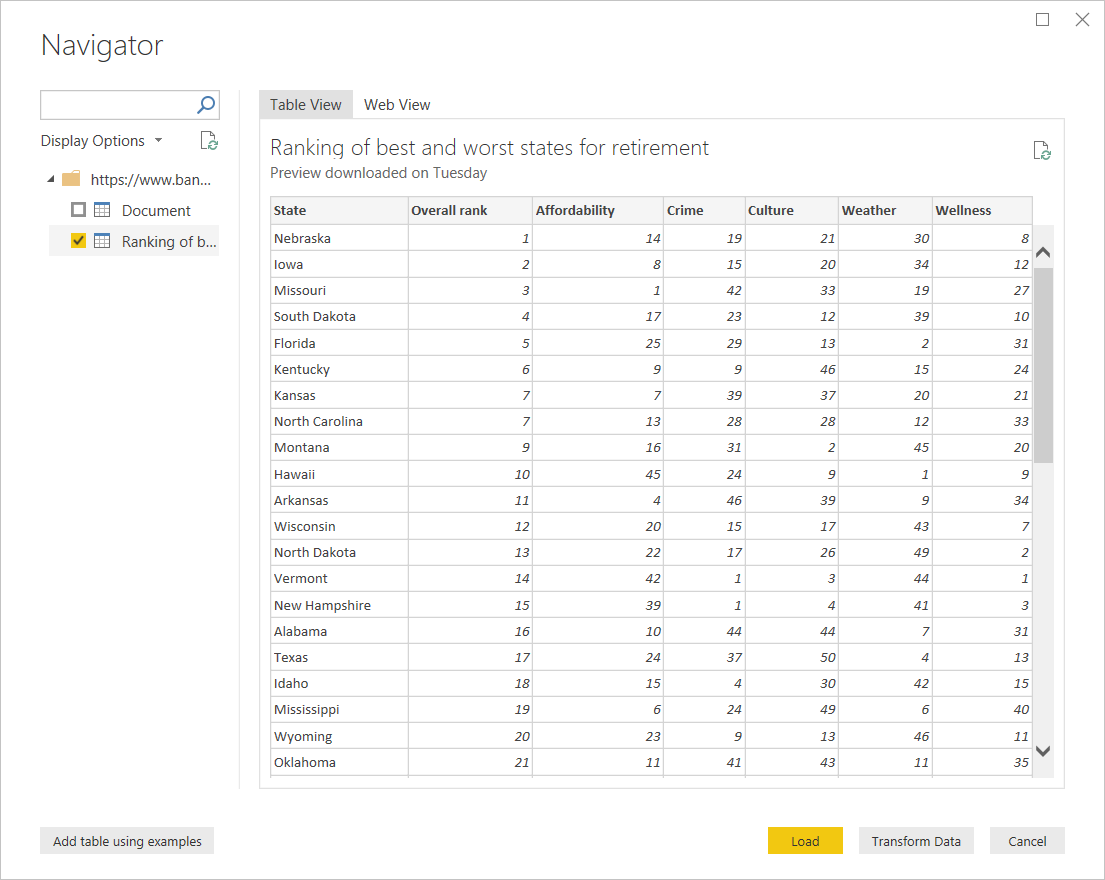 Navigator
Display Options
https://www.ban...
Document
Ranking of b...
Table View Web View
Ranking of best and worst states for retirement
Preview downloaded on Tuesday
State Overall rank Affordability Crime Culture Weather Wellness
Nebraska 1 14 19 21 30 8
Iowa 2 8 15 20 34 12
Missouri 3 1 42 33 19 27
South Dakota 4 17 23 12 39 10
Florida 5 25 29 13 2 31
Kentucky 6 9 9 46 15 24
Kansas 7 7 39 37 20 21
North Carolina 7 13 28 28 12 33
Montana 9 16 31 2 45 20
Hawaii 10 45 24 9 1 9
Arkansas 11 4 46 39 9 34
Wisconsin 12 20 15 17 43 7
North Dakota 13 22 17 26 49 2
Vermont 14 42 1 3 44 1
New Hampshire 15 39 1 4 41 3
Alabama 16 10 44 44 7 31
Texas 17 24 37 50 4 13
Idaho 18 15 4 30 42 15
Mississippi 19 6 24 49 6 40
Wyoming 20 23 9 13 46 11
Oklahoma 21 11 41 43 11 35
Add table using examples Load Transform Data Cancel